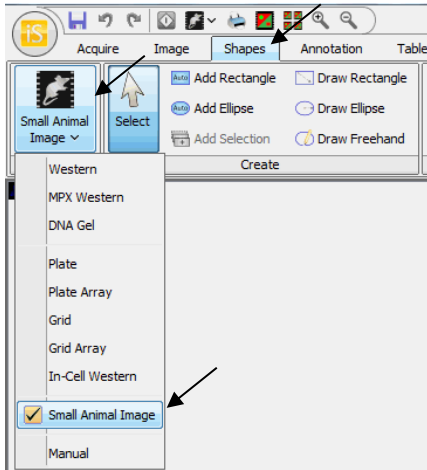 iS
Acquire Image Shapes Annotation Table
Small Animal Image
Select
Auto Add Rectangle Draw Rectangle
Auto Add Ellipse Draw Ellipse
Add Selection Draw Freehand
Create
Western
MPX Western
DNA Gel
Plate
Plate Array
Grid
Grid Array
In-Cell Western
Small Animal Image
Manual